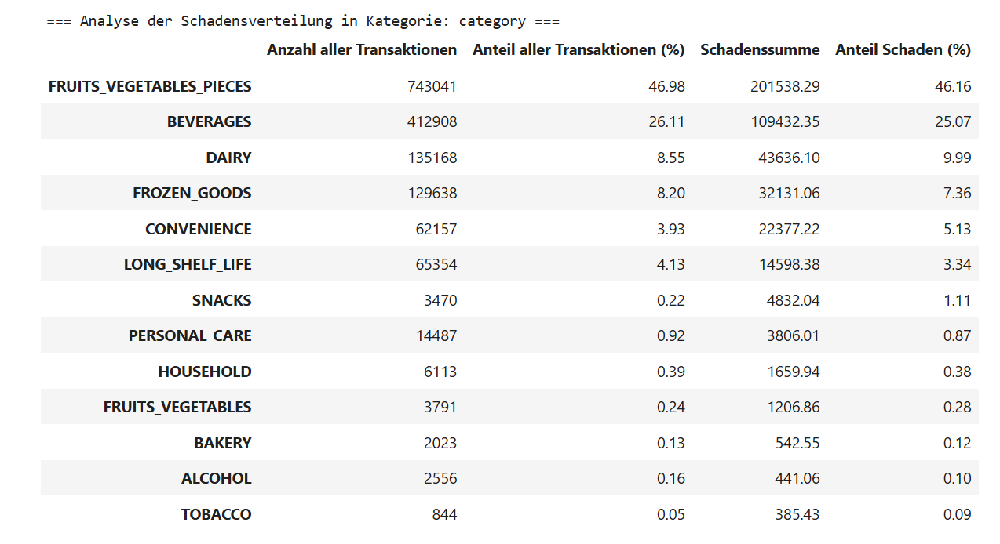 === Analyse der Schadensverteilung in Kategorie: category ===
Anzahl aller Transaktionen Anteil aller Transaktionen (%) Schadenssumme Anteil Schaden (%)
FRUITS_VEGETABLES_PIECES 743041 46.98 201538.29 46.16
BEVERAGES 412908 26.11 109432.35 25.07
DAIRY 135168 8.55 43636.10 9.99
FROZEN_GOODS 129638 8.20 32131.06 7.36
CONVENIENCE 62157 3.93 22377.22 5.13
LONG_SHELF_LIFE 65354 4.13 14598.38 3.34
SNACKS 3470 0.22 4832.04 1.11
PERSONAL_CARE 14487 0.92 3806.01 0.87
HOUSEHOLD 6113 0.39 1659.94 0.38
FRUITS_VEGETABLES 3791 0.24 1206.86 0.28
BAKERY 2023 0.13 542.55 0.12
ALCOHOL 2556 0.16 441.06 0.10
TOBACCO 844 0.05 385.43 0.09